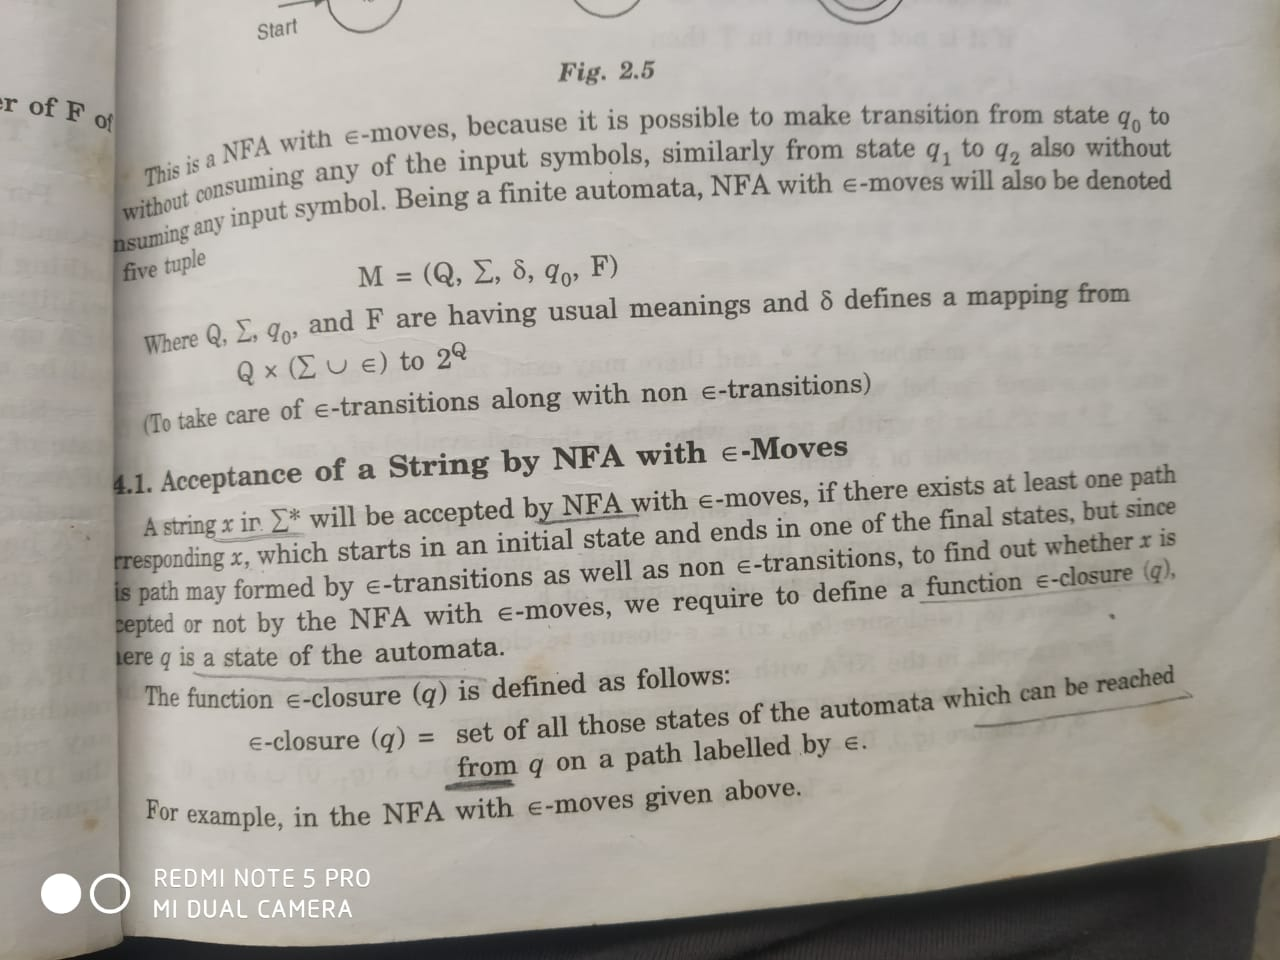 Start
Fig. 2.5
er of F of
This is a NFA with ∈-moves, because it is possible to make transition from state q₀ to
without consuming any of the input symbols, similarly from state q₁ to q₂ also without
nsuming any input symbol. Being a finite automata, NFA with ∈-moves will also be denoted
five tuple
M = (Q, Σ, δ, q₀, F)
Where Q, Σ, q₀, and F are having usual meanings and δ defines a mapping from
Q × (Σ ∪ ∈) to 2^Q
(To take care of ∈-transitions along with non ∈-transitions)
4.1. Acceptance of a String by NFA with ∈-Moves
A string x in Σ* will be accepted by NFA with ∈-moves, if there exists at least one path
rresponding x, which starts in an initial state and ends in one of the final states, but since
is path may formed by ∈-transitions as well as non ∈-transitions, to find out whether x is
cepted or not by the NFA with ∈-moves, we require to define a function ∈-closure (q),
ere q is a state of the automata.
The function ∈-closure (q) is defined as follows:
∈-closure (q) = set of all those states of the automata which can be reached
from q on a path labelled by ∈.
For example, in the NFA with ∈-moves given above.
REDMI NOTE 5 PRO
MI DUAL CAMERA